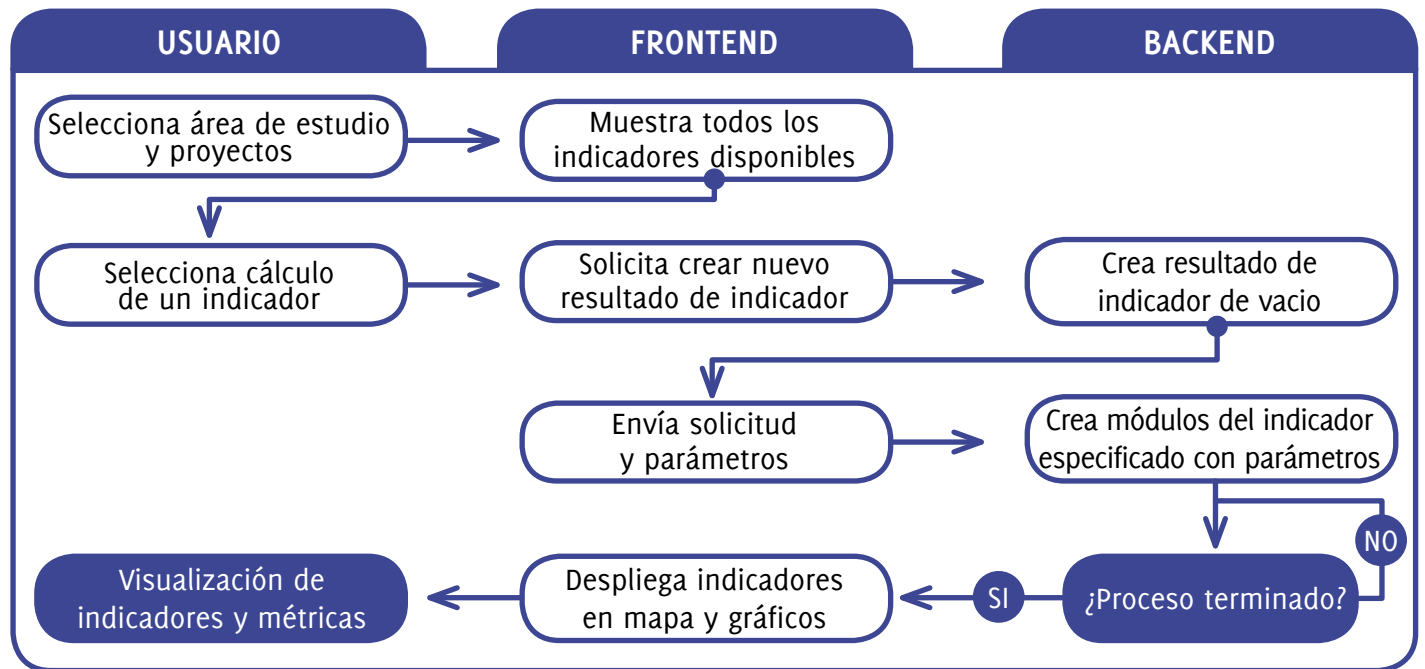 USUARIO
FRONTEND
BACKEND
Selecciona área de estudio
y proyectos
Muestra todos los
indicadores disponibles
Selecciona cálculo
de un indicador
Solicita crear nuevo
resultado de indicador
Crea resultado de
indicador de vacio
Envía solicitud
y parámetros
Crea módulos del indicador
especificado con parámetros
NO
¿Proceso terminado?
SI
Despliega indicadores
en mapa y gráficos
Visualización de
indicadores y métricas